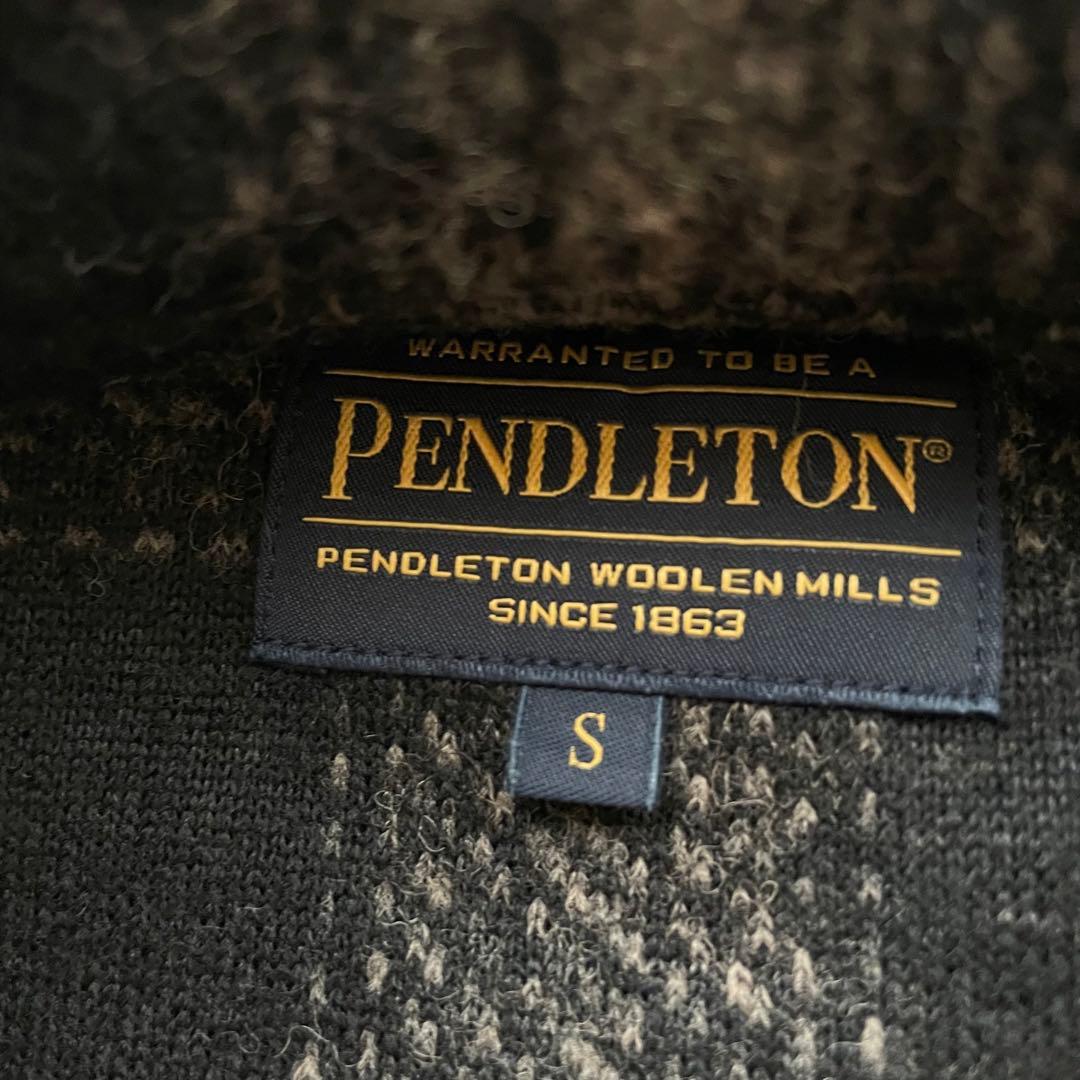 WARRANTED TO BE A
PENDLETON®
PENDLETON WOOLEN MILLS
SINCE 1863
S